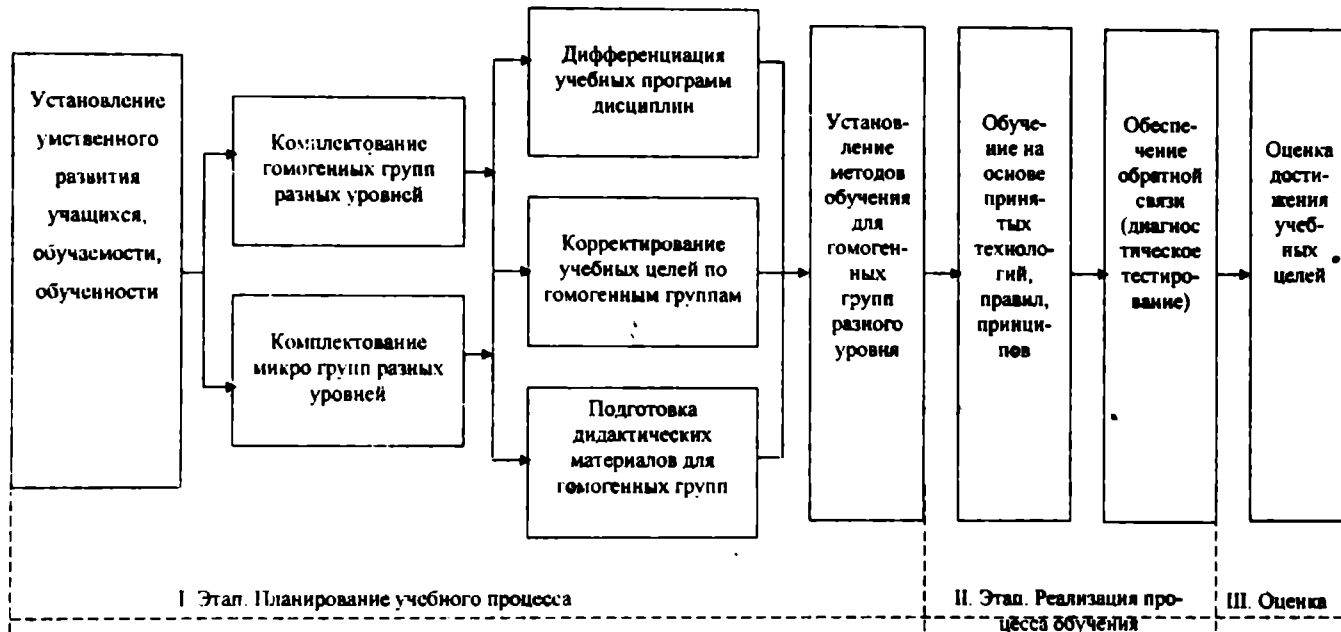 Установление
умственного
развития
учащихся,
обучаемости,
обученности
Комплектование
гомогенных групп
разных уровней
Комплектование
микро групп разных
уровней
Дифференциация
учебных программ
дисциплин
Корректирование
учебных целей по
гомогенным группам
Подготовка
дидактических
материалов для
гомогенных групп
Установ-
ление
методов
обучения
для
гомоген-
ных
групп
разного
уровня
Обуче-
ние на
основе
приня-
тых
техноло-
гий,
правил,
принци-
пов
Обеспе-
чение
обратной
связи
(диагнос
тическое
тестиро-
вание)
Оценка
дости-
жения
учеб-
ных
целей
I Этап. Планирование учебного процесса
II. Этап. Реализация про-
цесса обучения
III. Оценка